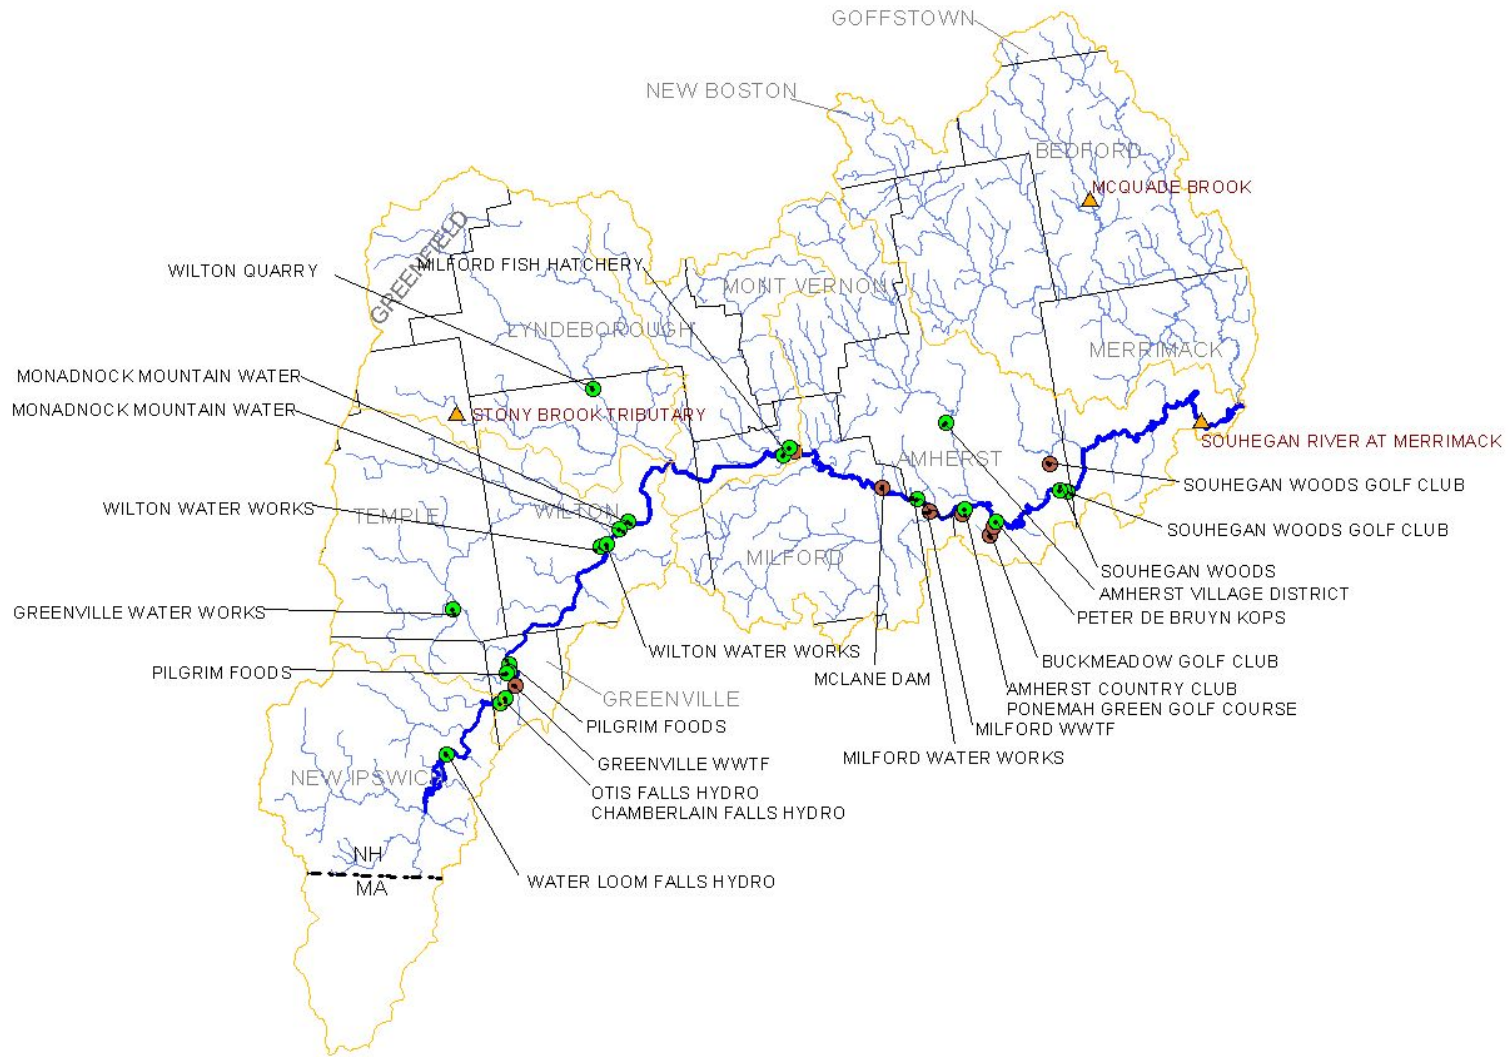 GOFFSTOWN
NEW BOSTON
BEDFORD
MCQUADE BROOK
GREENFIELD
WILTON QUARRY
MILFORD FISH HATCHERY
MONT VERNON
LYNDEBOROUGH
MERRIMACK
MONADNOCK MOUNTAIN WATER
MONADNOCK MOUNTAIN WATER
STONY BROOK TRIBUTARY
SOUHEGAN RIVER AT MERRIMACK
AMHERST
SOUHEGAN WOODS GOLF CLUB
WILTON WATER WORKS
TEMPLE
WILTON
SOUHEGAN WOODS GOLF CLUB
MILFORD
SOUHEGAN WOODS
AMHERST VILLAGE DISTRICT
GREENVILLE WATER WORKS
PETER DE BRUYN KOPS
WILTON WATER WORKS
BUCKMEADOW GOLF CLUB
PILGRIM FOODS
MCLANE DAM
AMHERST COUNTRY CLUB
PONEMAH GREEN GOLF COURSE
GREENVILLE
PILGRIM FOODS
MILFORD WWTF
MILFORD WATER WORKS
GREENVILLE WWTF
NEW IPSWICH
OTIS FALLS HYDRO
CHAMBERLAIN FALLS HYDRO
NH
MA
WATER LOOM FALLS HYDRO